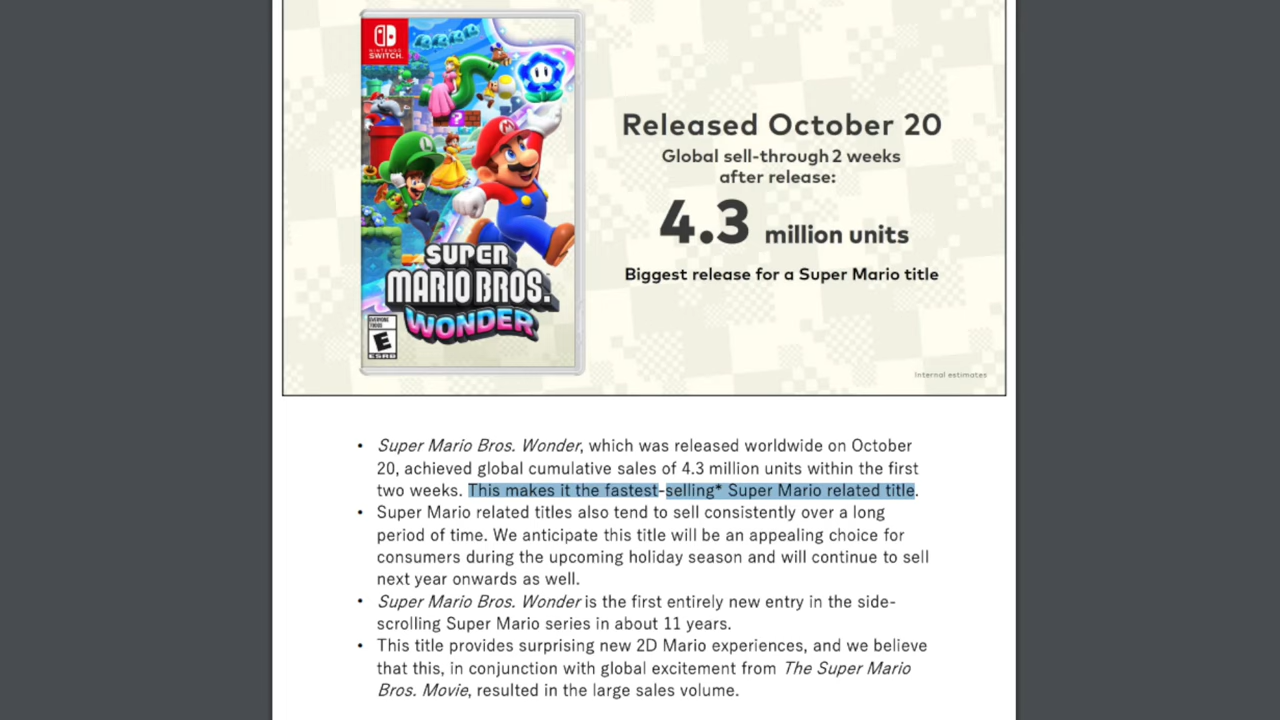 NINTENDO
SWITCH.
SUPER
MARIO BROS.
WONDER
EVERYONE
E
ESRB
Released October 20
Global sell-through 2 weeks
after release:
4.3 million units
Biggest release for a Super Mario title
Internal estimates
• Super Mario Bros. Wonder, which was released worldwide on October
20, achieved global cumulative sales of 4.3 million units within the first
two weeks. This makes it the fastest-selling* Super Mario related title.
• Super Mario related titles also tend to sell consistently over a long
period of time. We anticipate this title will be an appealing choice for
consumers during the upcoming holiday season and will continue to sell
next year onwards as well.
• Super Mario Bros. Wonder is the first entirely new entry in the side-
scrolling Super Mario series in about 11 years.
• This title provides surprising new 2D Mario experiences, and we believe
that this, in conjunction with global excitement from The Super Mario
Bros. Movie, resulted in the large sales volume.